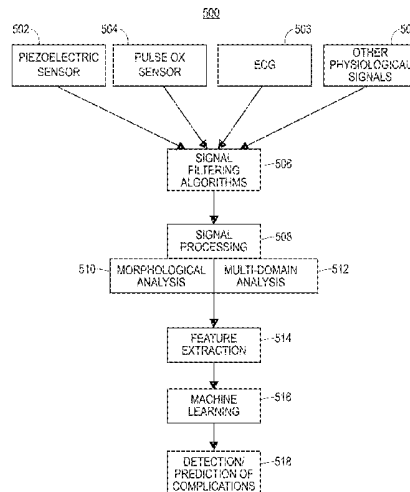 500
502
504
503
PIEZOELECTRIC
SENSOR
PULSE OX
SENSOR
ECG
OTHER
PHYSIOLOGICAL
SIGNALS
SIGNAL
FILTERING
ALGORITHMS
506
SIGNAL
PROCESSING
508
510
MORPHOLOGICAL
ANALYSIS
MULTI-DOMAIN
ANALYSIS
512
FEATURE
EXTRACTION
514
MACHINE
LEARNING
516
DETECTION/
PREDICTION OF
COMPLICATIONS
518